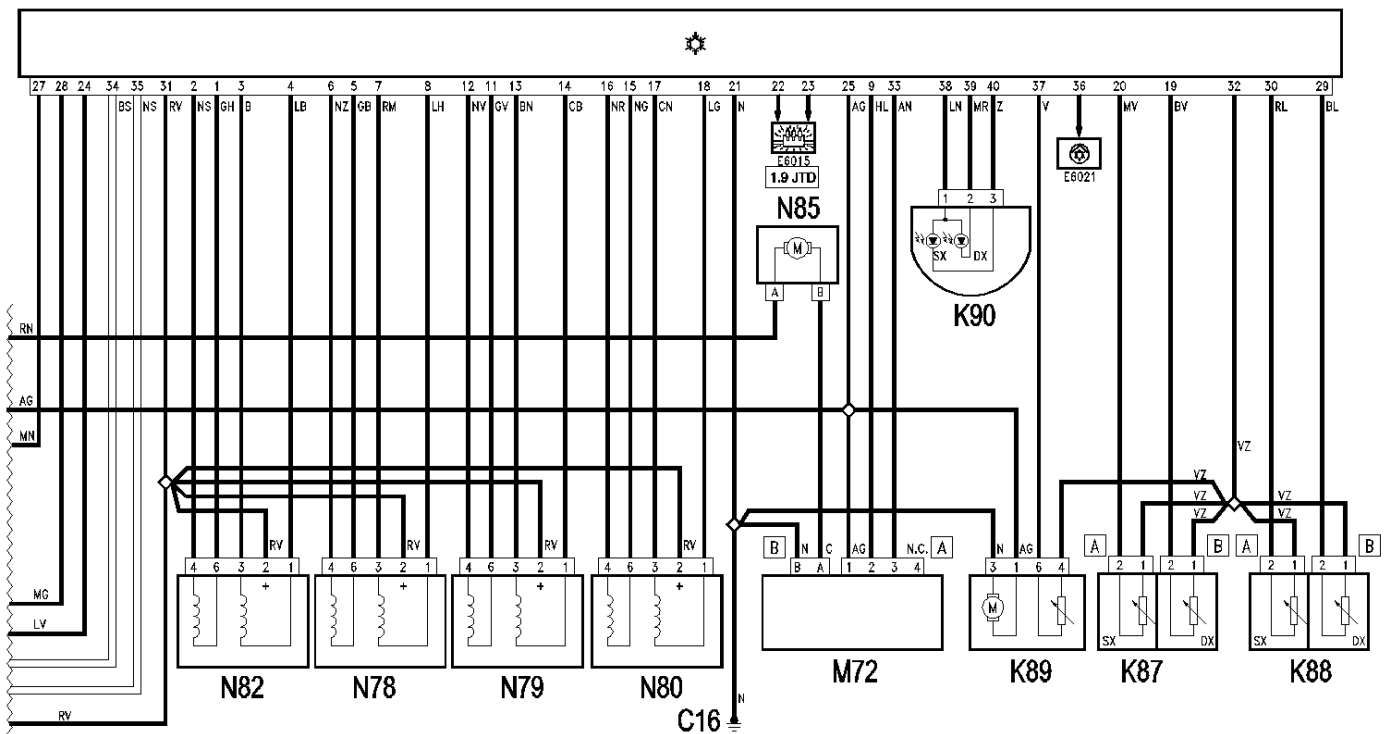 27 28 24 34 35 31 2 1 3 4 6 5 7 8 12 11 13 14 16 15 17 18 21 22 23 25 9 33 38 39 40 37 36 20 19 32 30 29
BS NS RV NS GH B LB NZ GB RM LH NV GV BN CB NR NG CN LG N AG HL AN LN MR Z V MV BV RL BL
E6015
1.9 JTD
E6021
N85
M
A B
1 2 3
SX DX
K90
RN
AG
MN
VZ
VZ
VZ VZ
VZ VZ
RV RV RV RV
B N C AG N.C. A N AG A B A B
4 6 3 2 1 4 6 3 2 1 4 6 3 2 1 4 6 3 2 1 B A 1 2 3 4 3 1 6 4 2 1 2 1 2 1 2 1
+ + + +
M
MG
LV
SX DX SX DX
N82 N78 N79 N80 M72 K89 K87 K88
RV
N
C16